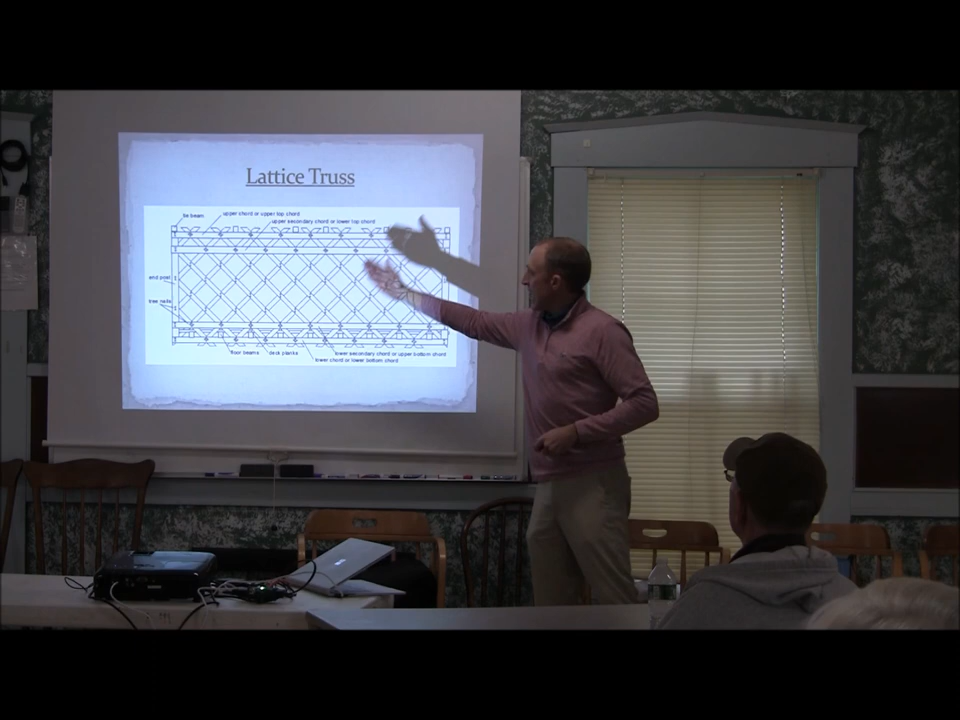 Lattice Truss
tie beam
upper chord or upper top chord
upper secondary chord or lower top chord
end post
tree nails
floor beams
deck planks
lower secondary chord or upper bottom chord
lower chord or lower bottom chord